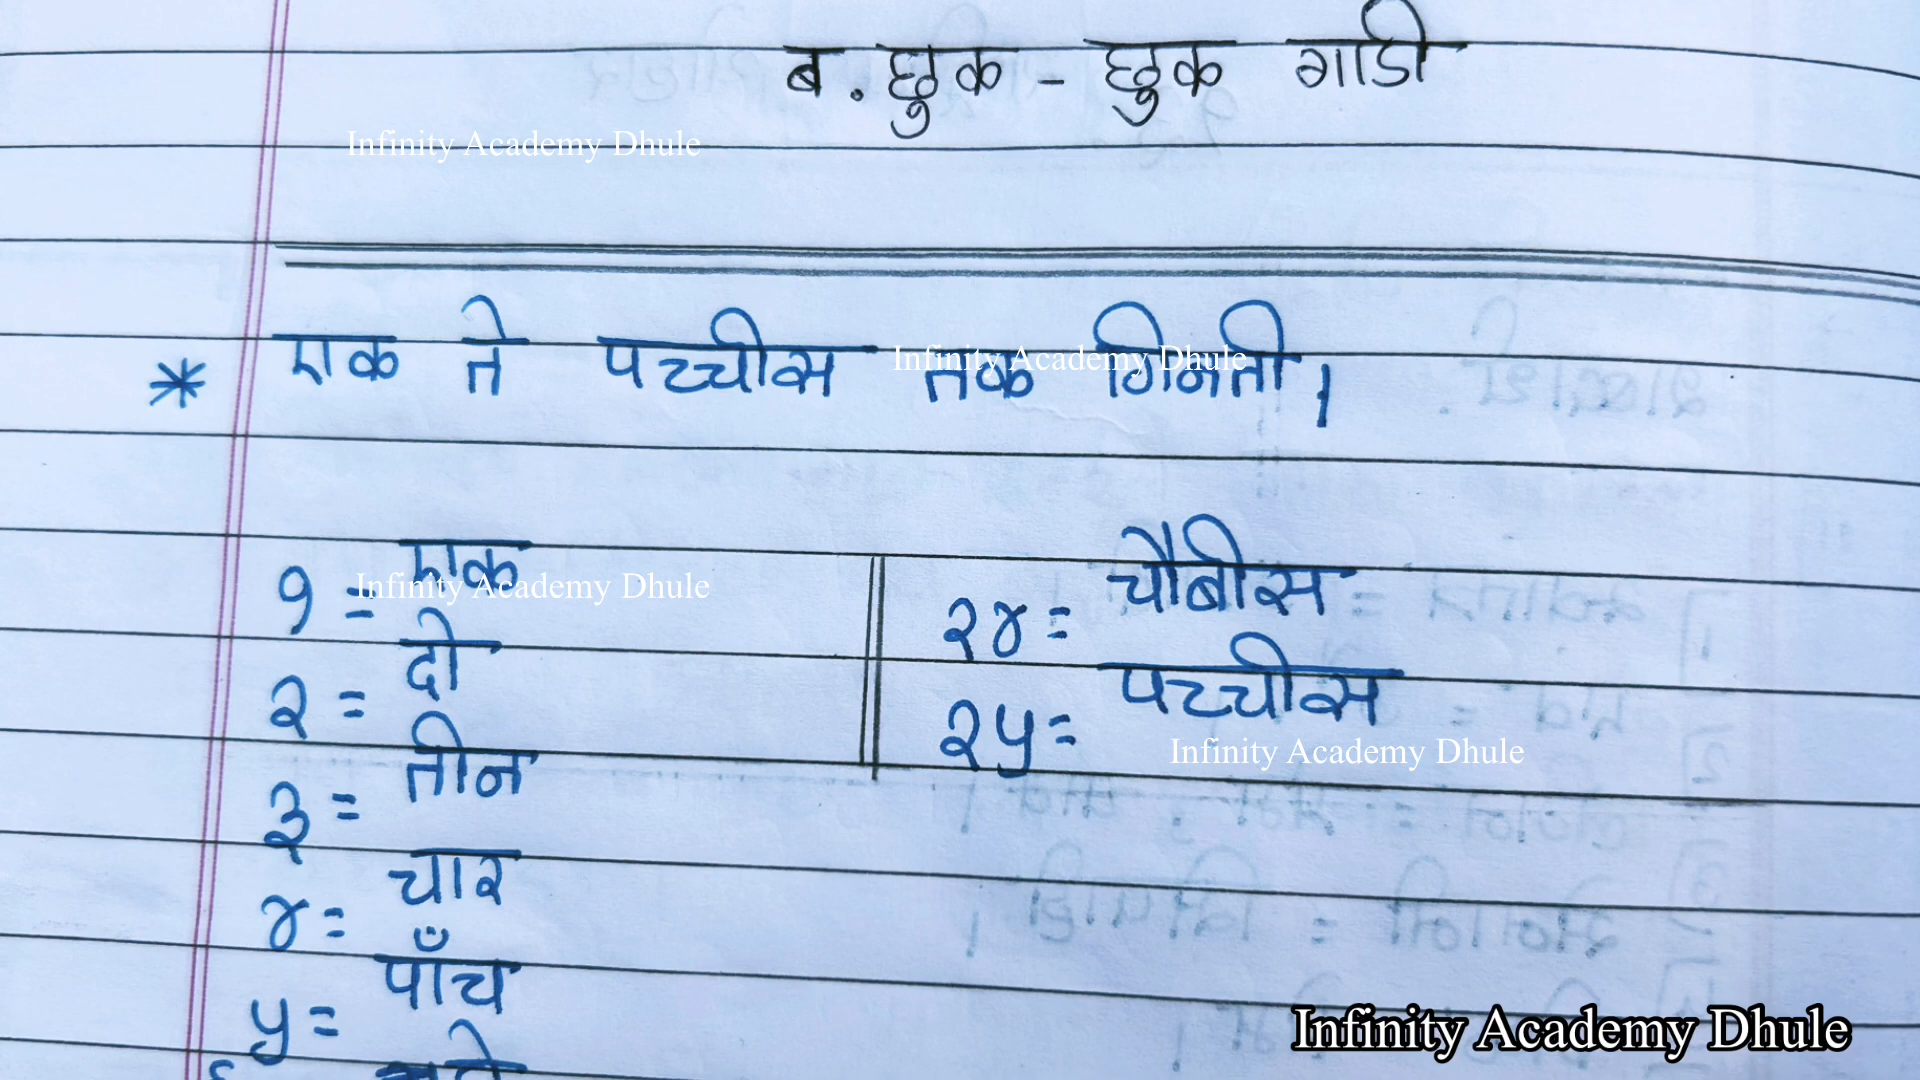 ब. छुक - छुक गाडी
Infinity Academy Dhule
* एक ते पच्चीस तक गिनती।
Infinity Academy Dhule
१ = एक
Infinity Academy Dhule
२ = दो
३ = तीन
४ = चार
५ = पाँच
२४ = चौबीस
२५ = पच्चीस
Infinity Academy Dhule
Infinity Academy Dhule